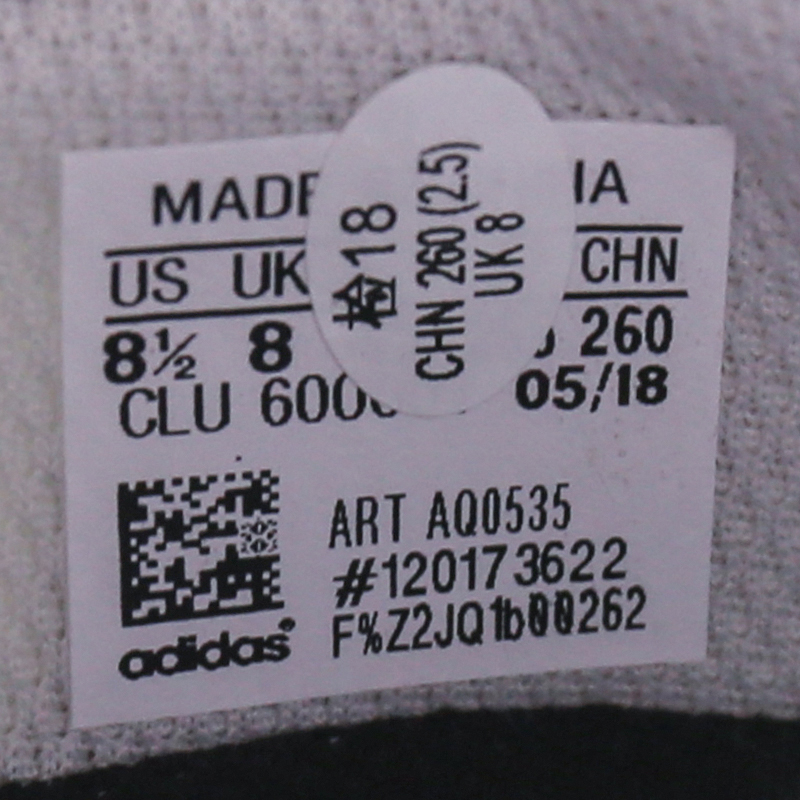 MADE
IA
US UK CHN
8½ 8 260
CLU 600 05/18
检18
CHN 260 (2.5)
UK 8
ART AQ0535
#120173622
F%Z2JQ1b00262
adidas®